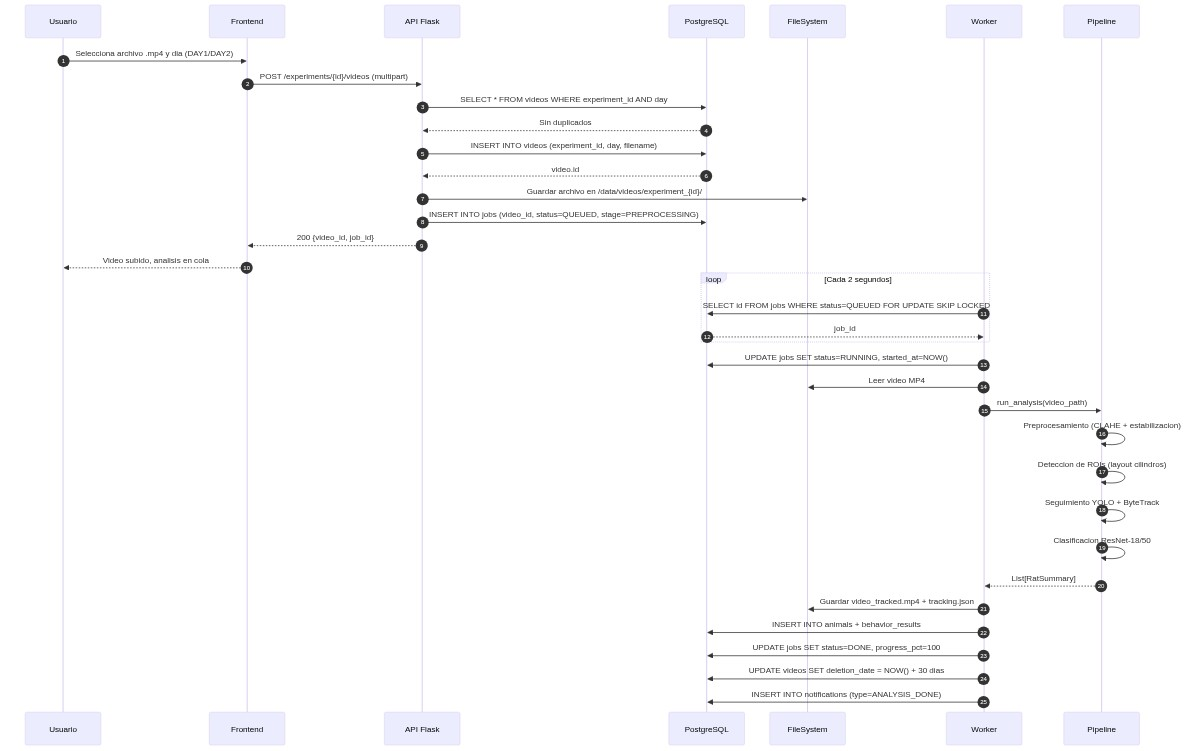 Usuario
Frontend
API Flask
PostgreSQL
FileSystem
Worker
Pipeline
1
Selecciona archivo .mp4 y dia (DAY1/DAY2)
2
POST /experiments/{id}/videos (multipart)
3
SELECT * FROM videos WHERE experiment_id AND day
Sin duplicados
4
5
INSERT INTO videos (experiment_id, day, filename)
video.id
6
7
Guardar archivo en /data/videos/experiment_{id}/
8
INSERT INTO jobs (video_id, status=QUEUED, stage=PREPROCESSING)
200 {video_id, job_id}
9
Video subido, analisis en cola
10
loop
[Cada 2 segundos]
SELECT id FROM jobs WHERE status=QUEUED FOR UPDATE SKIP LOCKED
11
12
job_id
UPDATE jobs SET status=RUNNING, started_at=NOW()
13
Leer video MP4
14
15
run_analysis(video_path)
Preprocesamiento (CLAHE + estabilizacion)
16
Deteccion de ROIs (layout cilindros)
17
Seguimiento YOLO + ByteTrack
18
Clasificacion ResNet-18/50
19
List[RatSummary]
20
Guardar video_tracked.mp4 + tracking.json
21
INSERT INTO animals + behavior_results
22
UPDATE jobs SET status=DONE, progress_pct=100
23
UPDATE videos SET deletion_date = NOW() + 30 dias
24
INSERT INTO notifications (type=ANALYSIS_DONE)
25
Usuario
Frontend
API Flask
PostgreSQL
FileSystem
Worker
Pipeline